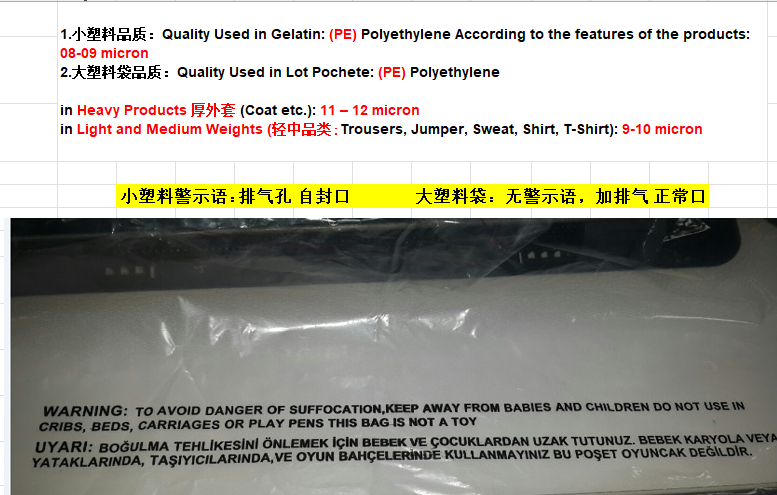 1.小塑料品质：Quality Used in Gelatin: (PE) Polyethylene According to the features of the products:
08-09 micron
2.大塑料袋品质：Quality Used in Lot Pochete: (PE) Polyethylene
in Heavy Products 厚外套 (Coat etc.): 11 – 12 micron
in Light and Medium Weights (轻中品类：Trousers, Jumper, Sweat, Shirt, T-Shirt): 9-10 micron
小塑料警示语：排气孔 自封口 大塑料袋：无警示语，加排气 正常口
WARNING: TO AVOID DANGER OF SUFFOCATION,KEEP AWAY FROM BABIES AND CHILDREN DO NOT USE IN
CRIBS, BEDS, CARRIAGES OR PLAY PENS THIS BAG IS NOT A TOY
UYARI: BOĞULMA TEHLİKESİNİ ÖNLEMEK İÇİN BEBEK VE ÇOCUKLARDAN UZAK TUTUNUZ. BEBEK KARYOLA VEYA
YATAKLARINDA, TAŞIYICILARINDA,VE OYUN BAHÇELERİNDE KULLANMAYINIZ BU POŞET OYUNCAK DEĞİLDİR.